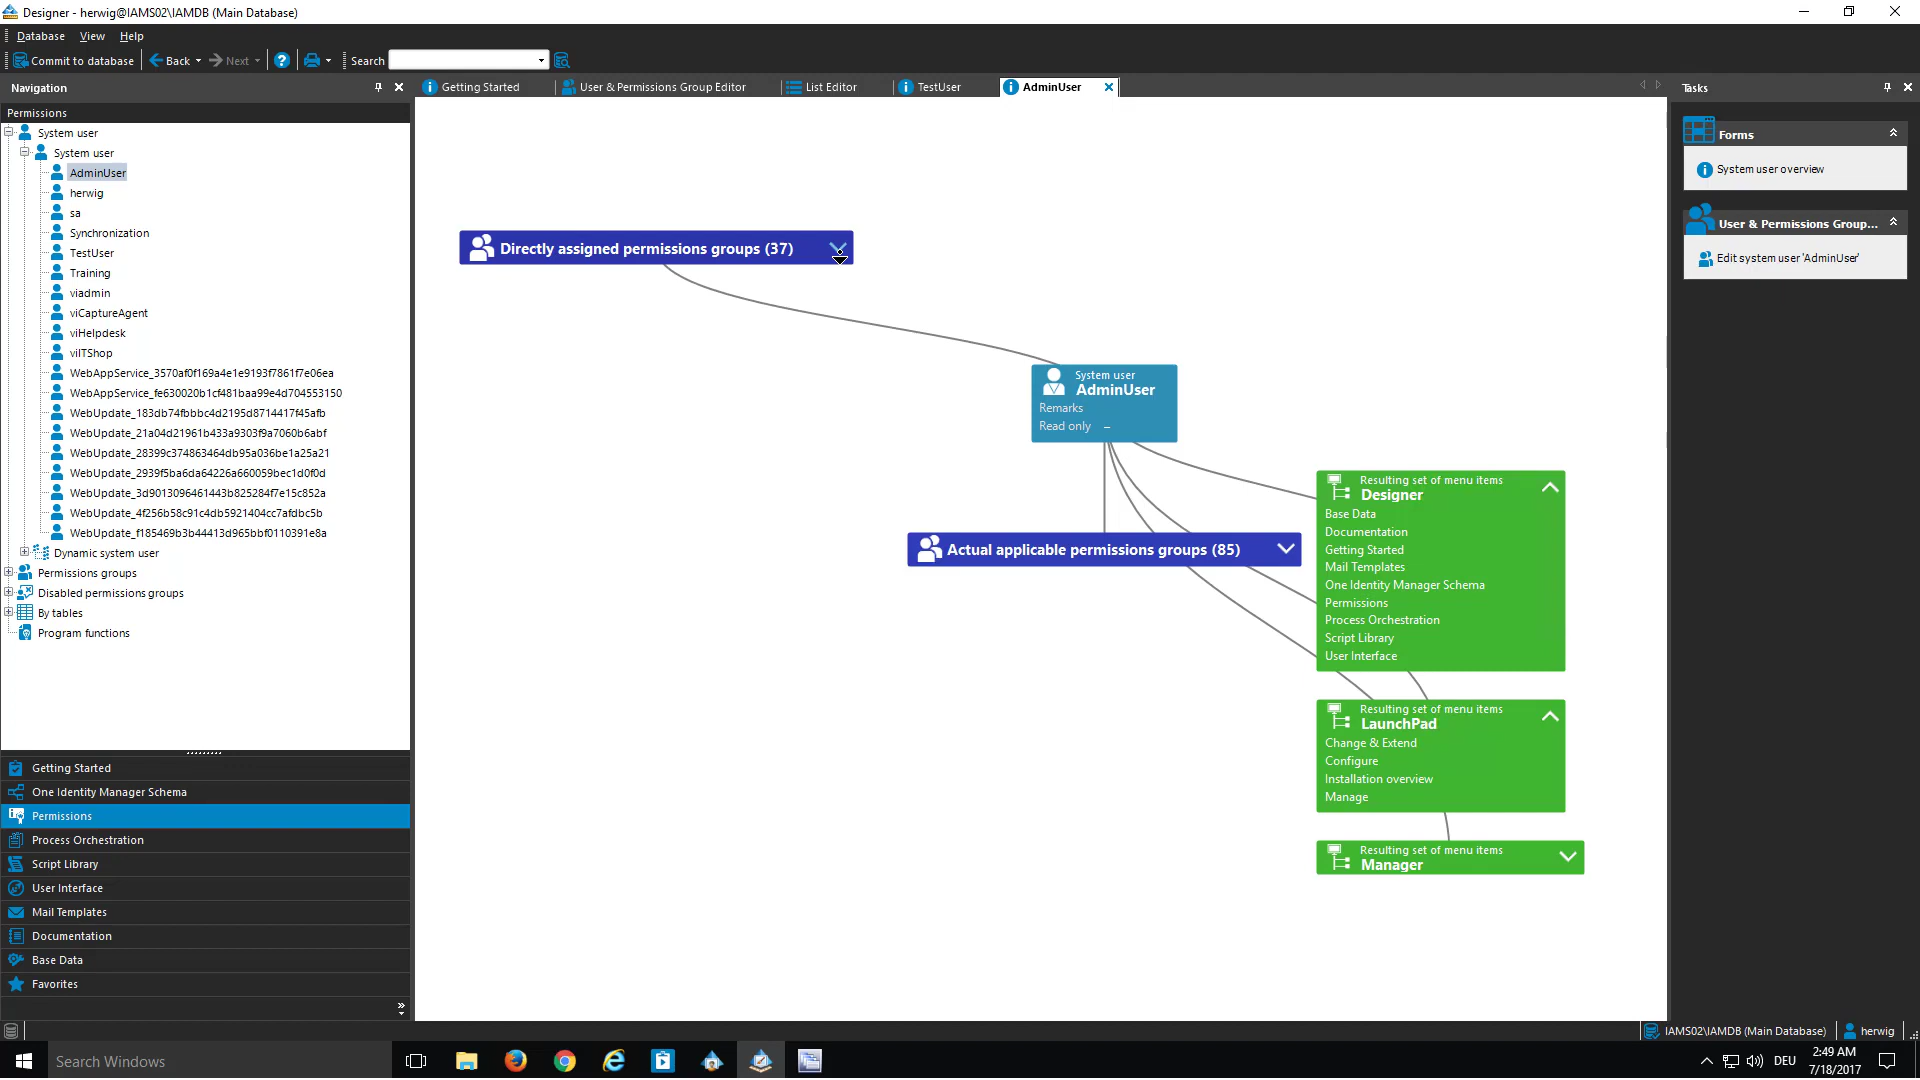 Designer - herwig@IAMS02\IAMDB (Main Database)
Database View Help
Commit to database Back Next Search
Navigation
Getting Started User & Permissions Group Editor List Editor TestUser AdminUser
Tasks
Permissions
System user
System user
AdminUser
herwig
sa
Synchronization
TestUser
Training
viadmin
viCaptureAgent
viHelpdesk
viITShop
WebAppService_3570af0f169a4e1e9193f7861f7e06ea
WebAppService_fe630020b1cf481baa99e4d704553150
WebUpdate_183db74fbbbc4d2195d8714417f45afb
WebUpdate_21a04d21961b433a9303f9a7060b6abf
WebUpdate_28399c374863464db95a036be1a25a21
WebUpdate_2939f5ba6da64226a660059bec1d0f0d
WebUpdate_3d9013096461443b825284f7e15c852a
WebUpdate_4f256b58c91c4db5921404cc7afdbc5b
WebUpdate_f185469b3b44413d965bbf0110391e8a
Dynamic system user
Permissions groups
Disabled permissions groups
By tables
Program functions
Getting Started
One Identity Manager Schema
Permissions
Process Orchestration
Script Library
User Interface
Mail Templates
Documentation
Base Data
Favorites
Directly assigned permissions groups (37)
System user
AdminUser
Remarks
Read only –
Actual applicable permissions groups (85)
Resulting set of menu items
Designer
Base Data
Documentation
Getting Started
Mail Templates
One Identity Manager Schema
Permissions
Process Orchestration
Script Library
User Interface
Resulting set of menu items
LaunchPad
Change & Extend
Configure
Installation overview
Manage
Resulting set of menu items
Manager
Forms
System user overview
User & Permissions Group...
Edit system user 'AdminUser'
IAMS02\IAMDB (Main Database) herwig
Search Windows
DEU
2:49 AM
7/18/2017